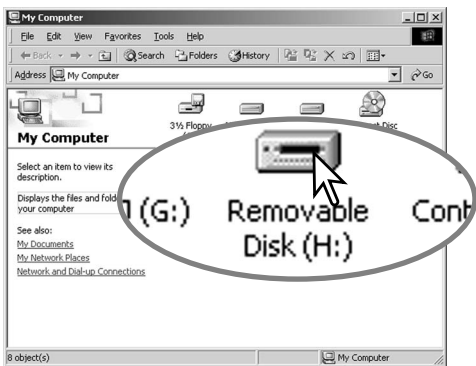 My Computer
File Edit View Favorites Tools Help
Back Search Folders History
Address My Computer Go
3½ Floppy Disc
My Computer
Select an item to view its
description.
Displays the files and
your computer
See also:
My Documents
My Network Places
Network and Dial-up Connections
(G:) Removable
Disk (H:)
8 object(s) My Computer